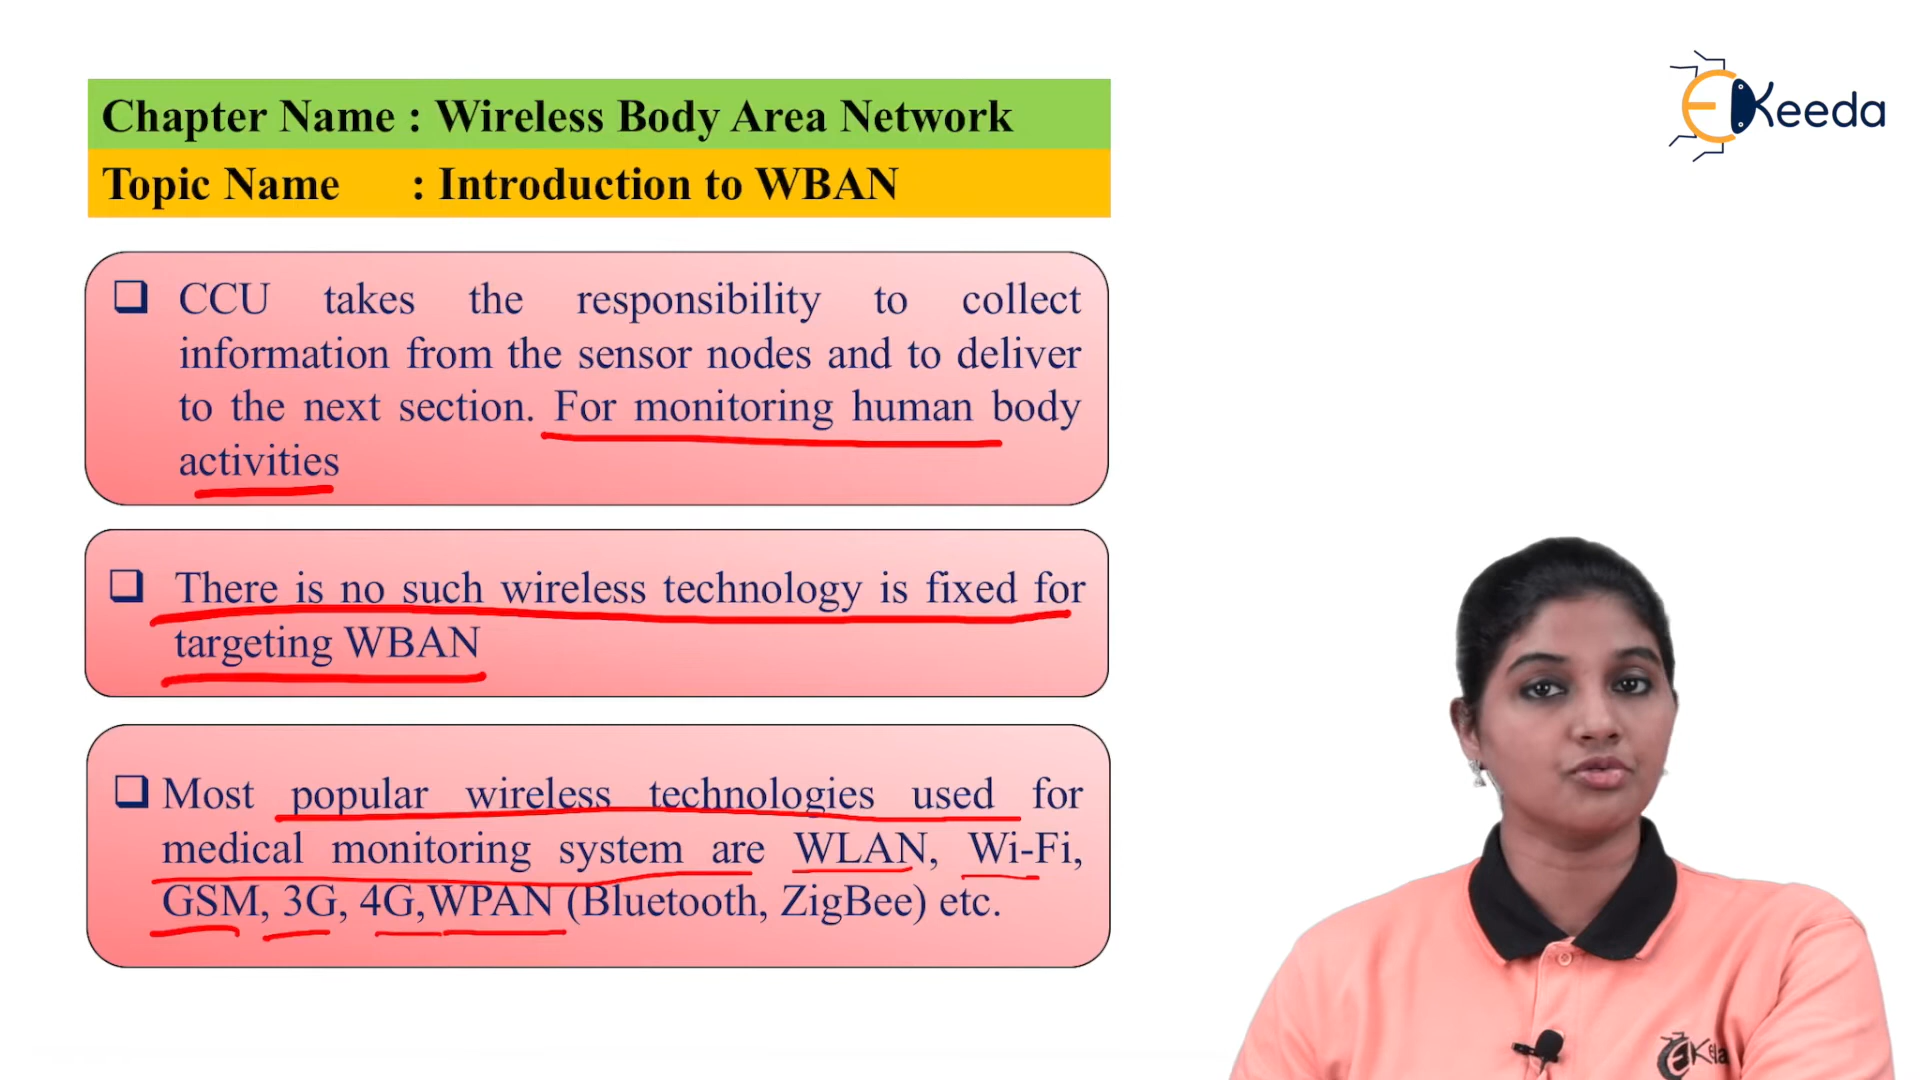 EKeeda
Chapter Name : Wireless Body Area Network
Topic Name : Introduction to WBAN
CCU takes the responsibility to collect
information from the sensor nodes and to deliver
to the next section. For monitoring human body
activities
There is no such wireless technology is fixed for
targeting WBAN
Most popular wireless technologies used for
medical monitoring system are WLAN, Wi-Fi,
GSM, 3G, 4G,WPAN (Bluetooth, ZigBee) etc.